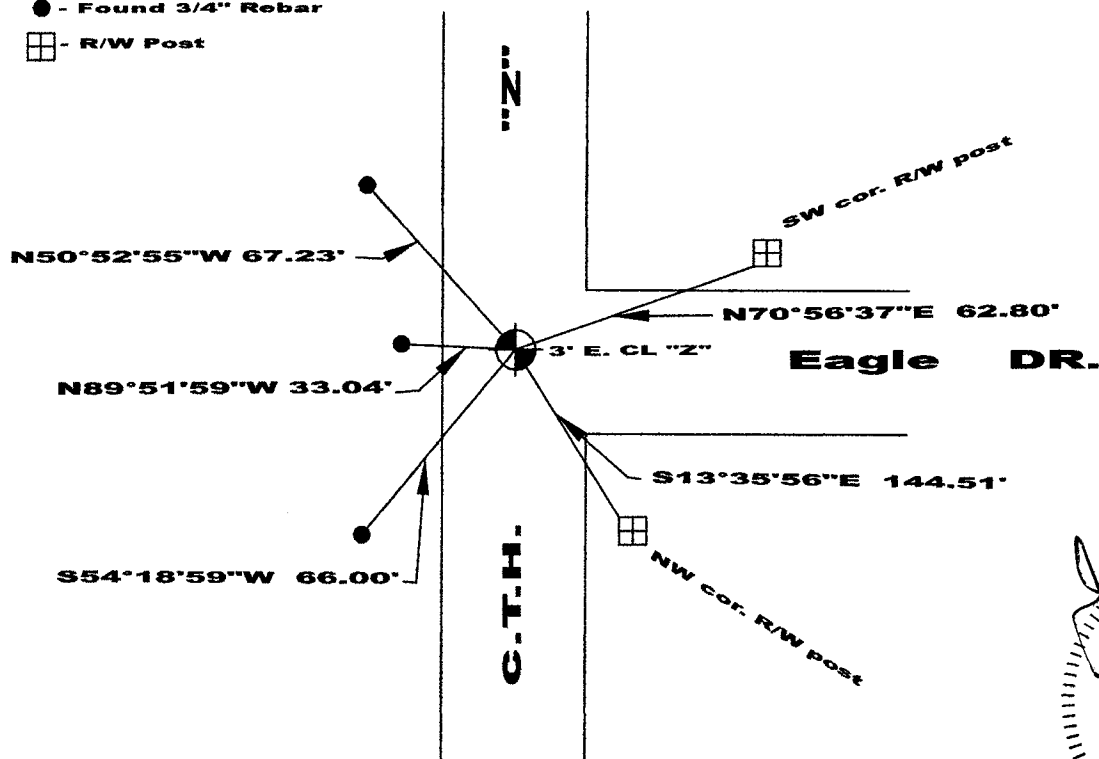 - Found 3/4" Rebar
- R/W Post
"Z"
SW cor. R/W post
N50°52'55"W 67.23'
N70°56'37"E 62.80'
3' E. CL "Z"
Eagle DR.
N89°51'59"W 33.04'
S13°35'56"E 144.51'
C.T.H.
NW cor. R/W post
S54°18'59"W 66.00'